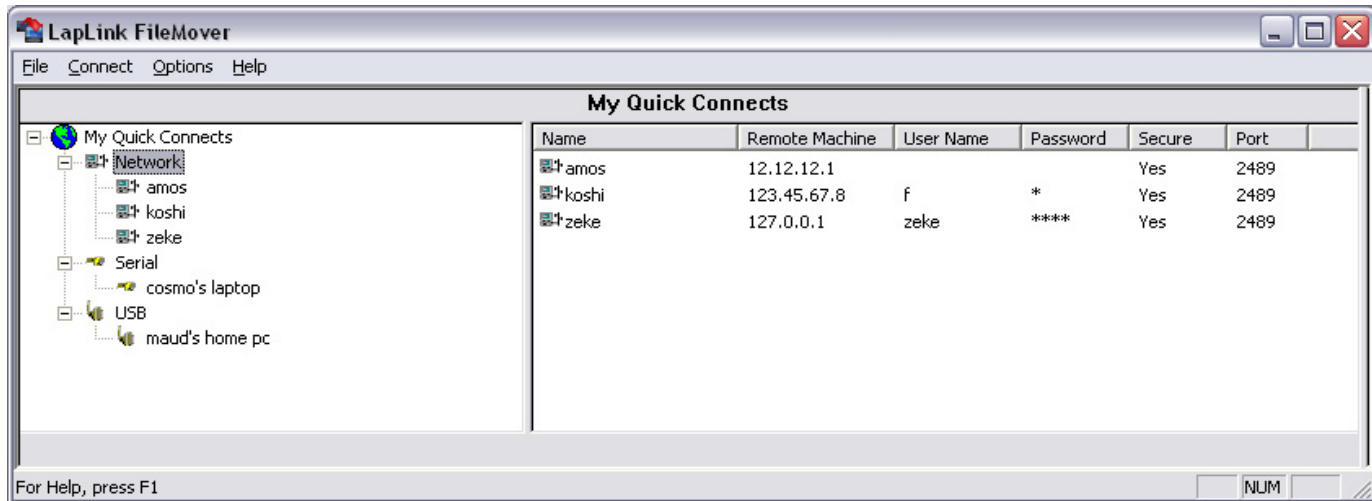 LapLink FileMover
File Connect Options Help
My Quick Connects
My Quick Connects
Network
amos
koshi
zeke
Serial
cosmo's laptop
USB
maud's home pc
Name Remote Machine User Name Password Secure Port
amos 12.12.12.1 Yes 2489
koshi 123.45.67.8 f * Yes 2489
zeke 127.0.0.1 zeke **** Yes 2489
For Help, press F1 NUM